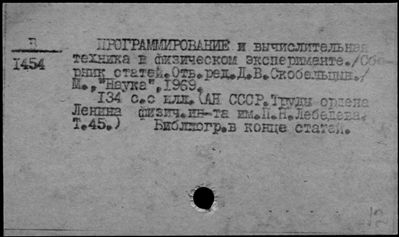 В
1454
ПРОГРАММИРОВАНИЕ и вычислительная
техника в физическом эксперименте./Сбо-
рник статей.Отв.ред.Д.В.Скобельцын./
М.,"Наука",1969.
134 с.с илл.(АН СССР.Труды ордена
Ленина физич.ин-та им.П.Н.Лебедева.
Т.45.) Библиогр.в конце статей.